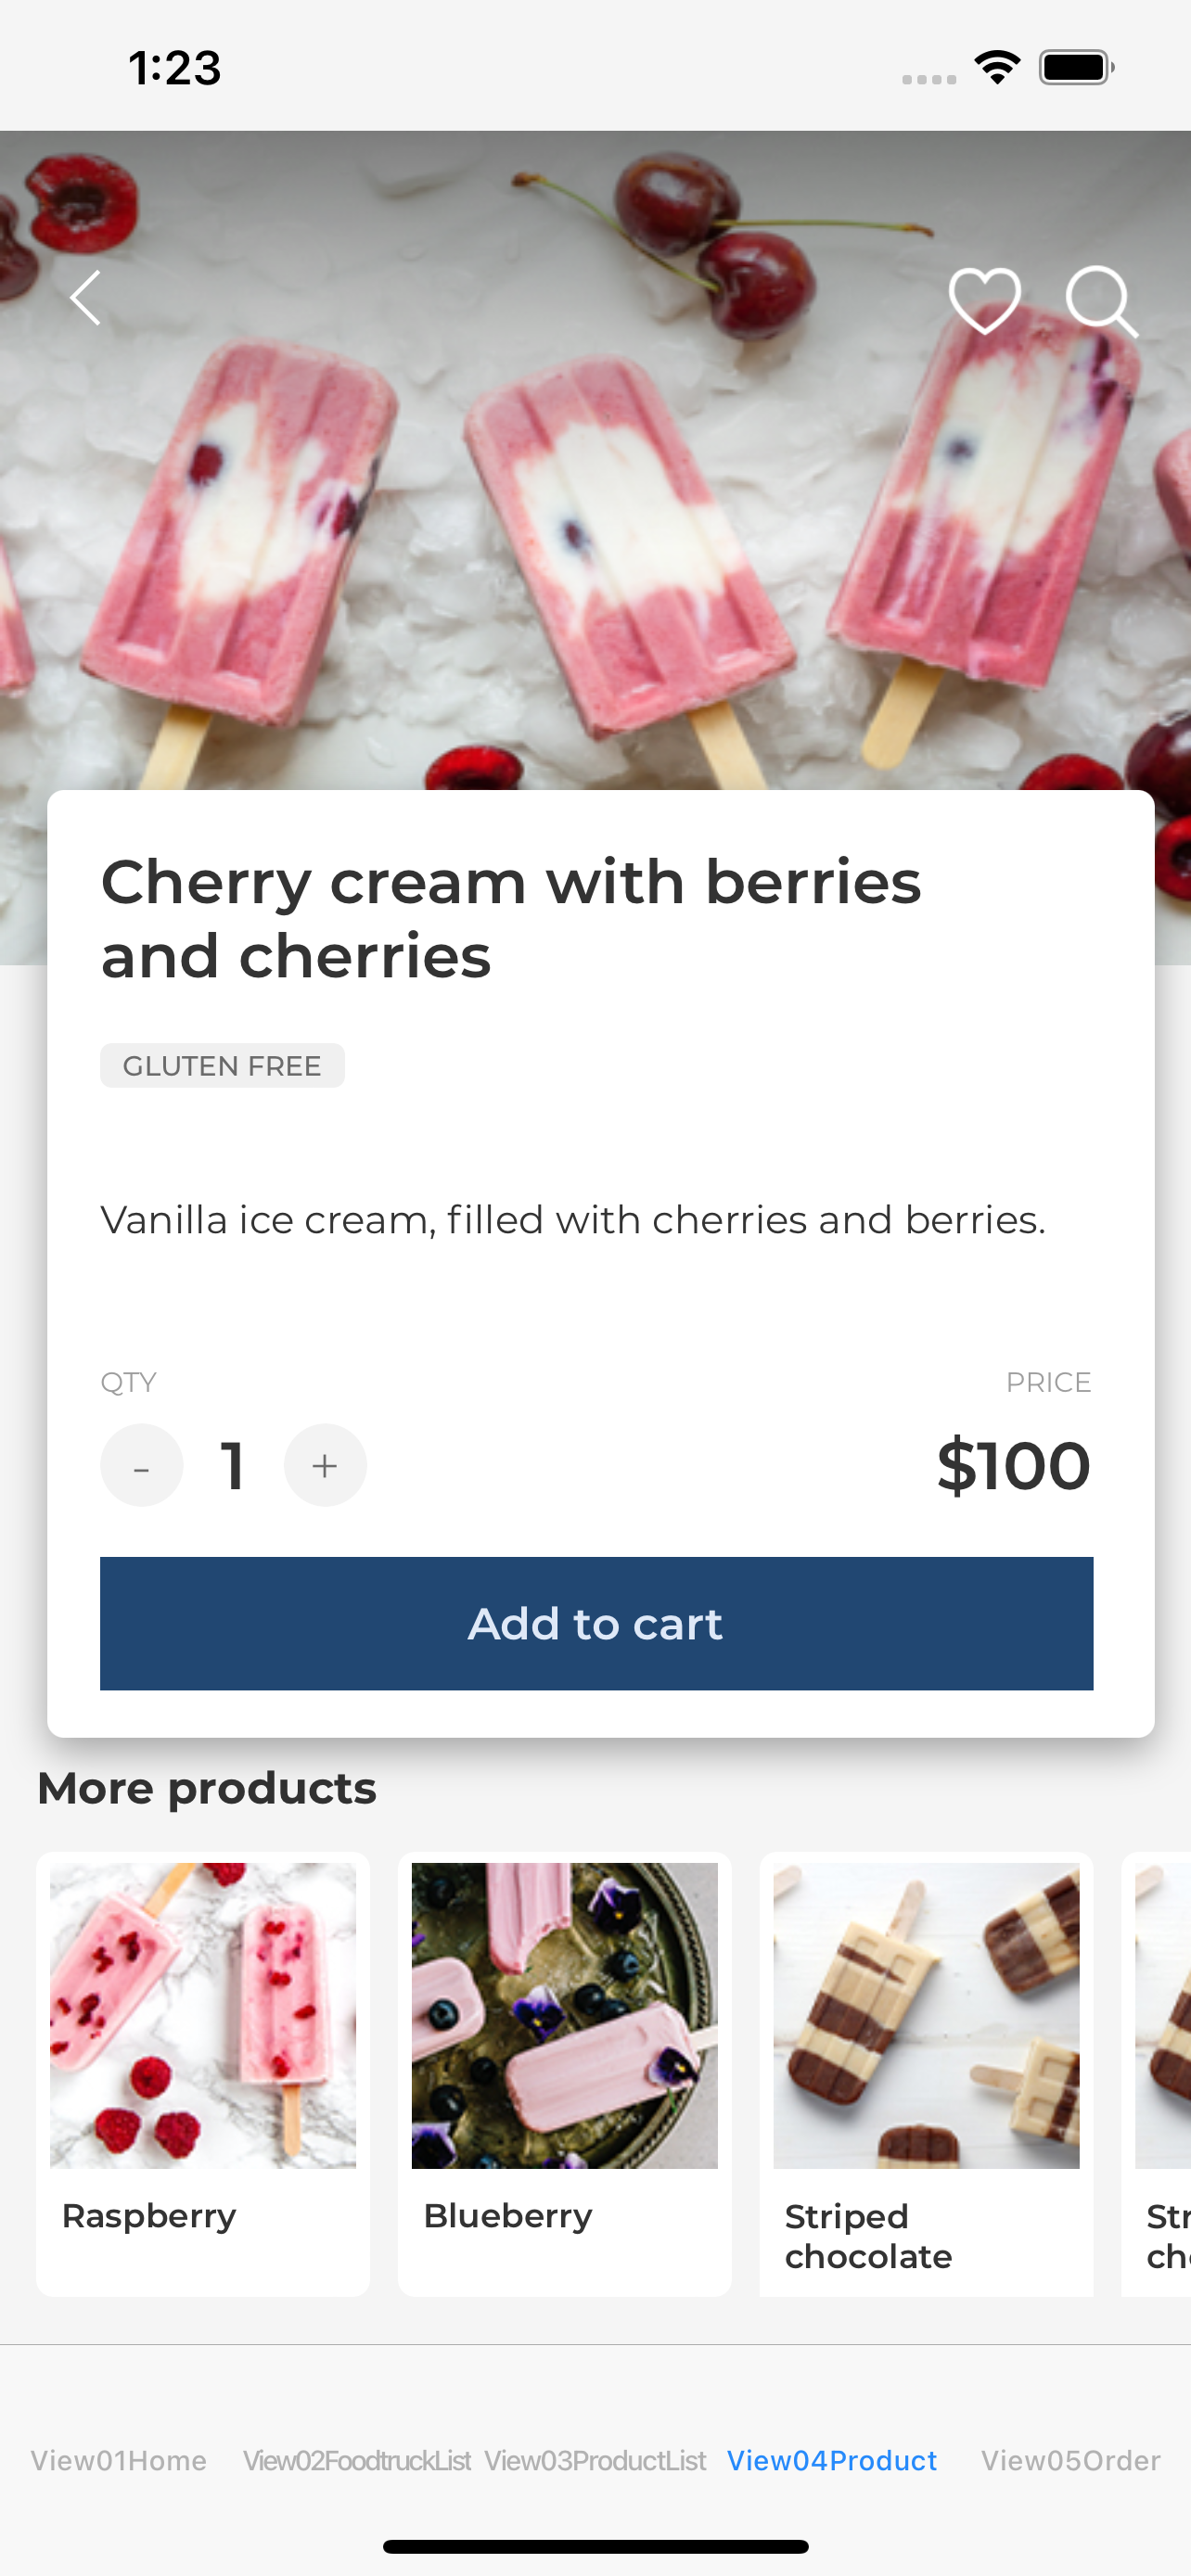 1:23
Cherry cream with berries
and cherries
GLUTEN FREE
Vanilla ice cream, filled with cherries and berries.
QTY
PRICE
- 1 +
$100
Add to cart
More products
Raspberry
Blueberry
Striped
chocolate
Str
ch
View01Home
View02FoodtruckList
View03ProductList
View04Product
View05Order